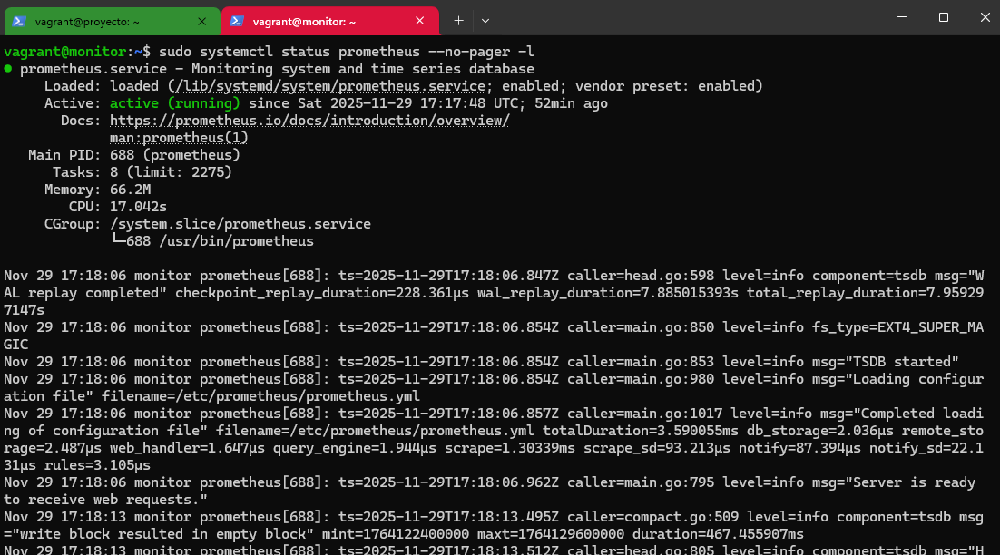 vagrant@proyecto: ~
vagrant@monitor: ~
vagrant@monitor:~$ sudo systemctl status prometheus --no-pager -l
● prometheus.service - Monitoring system and time series database
Loaded: loaded (/lib/systemd/system/prometheus.service; enabled; vendor preset: enabled)
Active: active (running) since Sat 2025-11-29 17:17:48 UTC; 52min ago
Docs: https://prometheus.io/docs/introduction/overview/
man:prometheus(1)
Main PID: 688 (prometheus)
Tasks: 8 (limit: 2275)
Memory: 66.2M
CPU: 17.042s
CGroup: /system.slice/prometheus.service
└─688 /usr/bin/prometheus
Nov 29 17:18:06 monitor prometheus[688]: ts=2025-11-29T17:18:06.847Z caller=head.go:598 level=info component=tsdb msg="W
AL replay completed" checkpoint_replay_duration=228.361µs wal_replay_duration=7.885015393s total_replay_duration=7.95929
7147s
Nov 29 17:18:06 monitor prometheus[688]: ts=2025-11-29T17:18:06.854Z caller=main.go:850 level=info fs_type=EXT4_SUPER_MA
GIC
Nov 29 17:18:06 monitor prometheus[688]: ts=2025-11-29T17:18:06.854Z caller=main.go:853 level=info msg="TSDB started"
Nov 29 17:18:06 monitor prometheus[688]: ts=2025-11-29T17:18:06.854Z caller=main.go:980 level=info msg="Loading configur
ation file" filename=/etc/prometheus/prometheus.yml
Nov 29 17:18:06 monitor prometheus[688]: ts=2025-11-29T17:18:06.857Z caller=main.go:1017 level=info msg="Completed loadi
ng of configuration file" filename=/etc/prometheus/prometheus.yml totalDuration=3.590055ms db_storage=2.036µs remote_sto
rage=2.487µs web_handler=1.647µs query_engine=1.944µs scrape=1.30339ms scrape_sd=93.213µs notify=87.394µs notify_sd=22.1
31µs rules=3.105µs
Nov 29 17:18:06 monitor prometheus[688]: ts=2025-11-29T17:18:06.962Z caller=main.go:795 level=info msg="Server is ready
to receive web requests."
Nov 29 17:18:13 monitor prometheus[688]: ts=2025-11-29T17:18:13.495Z caller=compact.go:509 level=info component=tsdb msg
="write block resulted in empty block" mint=1764122400000 maxt=1764129600000 duration=467.455907ms
Nov 29 17:18:13 monitor prometheus[688]: ts=2025-11-29T17:18:13.512Z caller=head.go:805 level=info component=tsdb msg="H